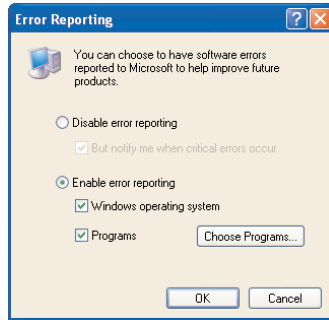 Error Reporting
You can choose to have software errors
reported to Microsoft to help improve future
products.
Disable error reporting
But notify me when critical errors occur
Enable error reporting
Windows operating system
Programs
Choose Programs...
OK
Cancel